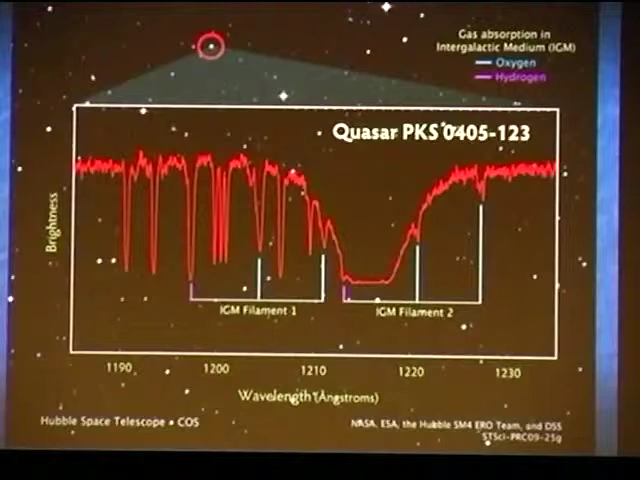 Gas absorption in
Intergalactic Medium (IGM)
Oxygen
Hydrogen
Quasar PKS 0405-123
Brightness
IGM Filament 1
IGM Filament 2
1190
1200
1210
1220
1230
Wavelength (Ångstroms)
Hubble Space Telescope • COS
NASA, ESA, the Hubble SM4 ERO Team, and DSS
STScI-PRC09-25g